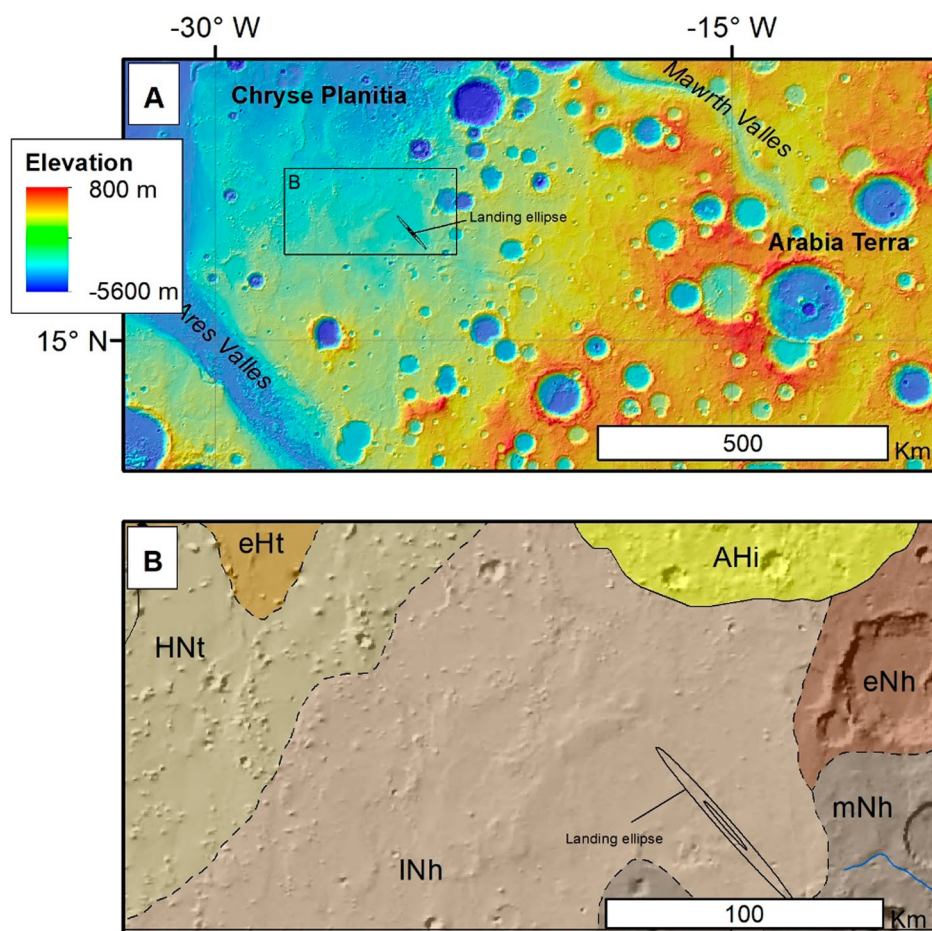 -30° W
-15° W
A
Chryse Planitia
Mawrth Valles
Elevation
800 m
-5600 m
B
Landing ellipse
Arabia Terra
Ares Valles
15° N
500
Km
B
eHt
AHi
HNt
eNh
mNh
Landing ellipse
lNh
100
Km